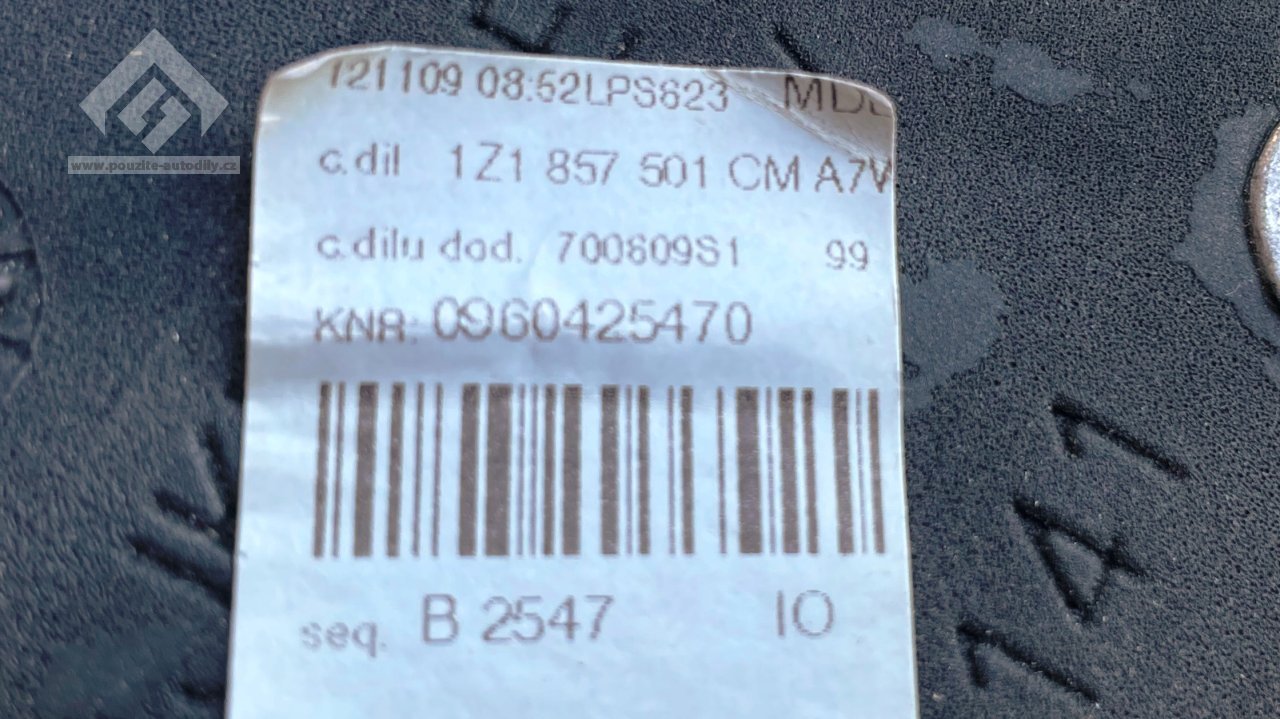 121109 08:52LPS623
www.pouzite-autodily.cz
c.dil 1Z1 857 501 CM A7W
c.dilu dod. 700809S1 99
KNR: 0960425470
seq. B 2547 IO